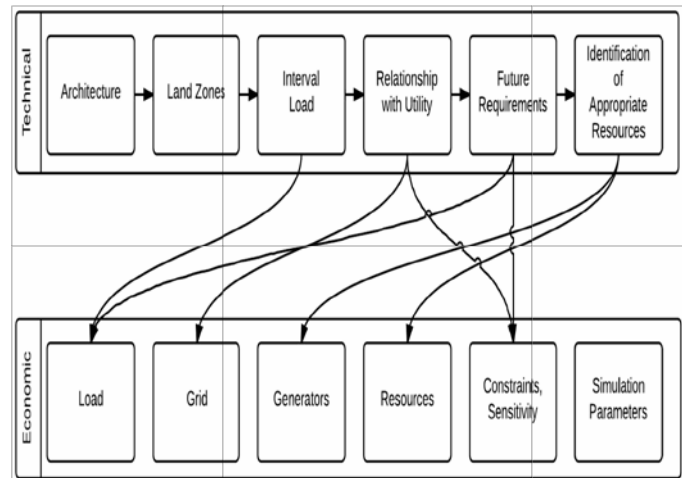 Technical
Architecture
Land Zones
Interval
Load
Relationship
with Utility
Future
Requirements
Identification
of
Appropriate
Resources
Economic
Load
Grid
Generators
Resources
Constraints,
Sensitivity
Simulation
Parameters